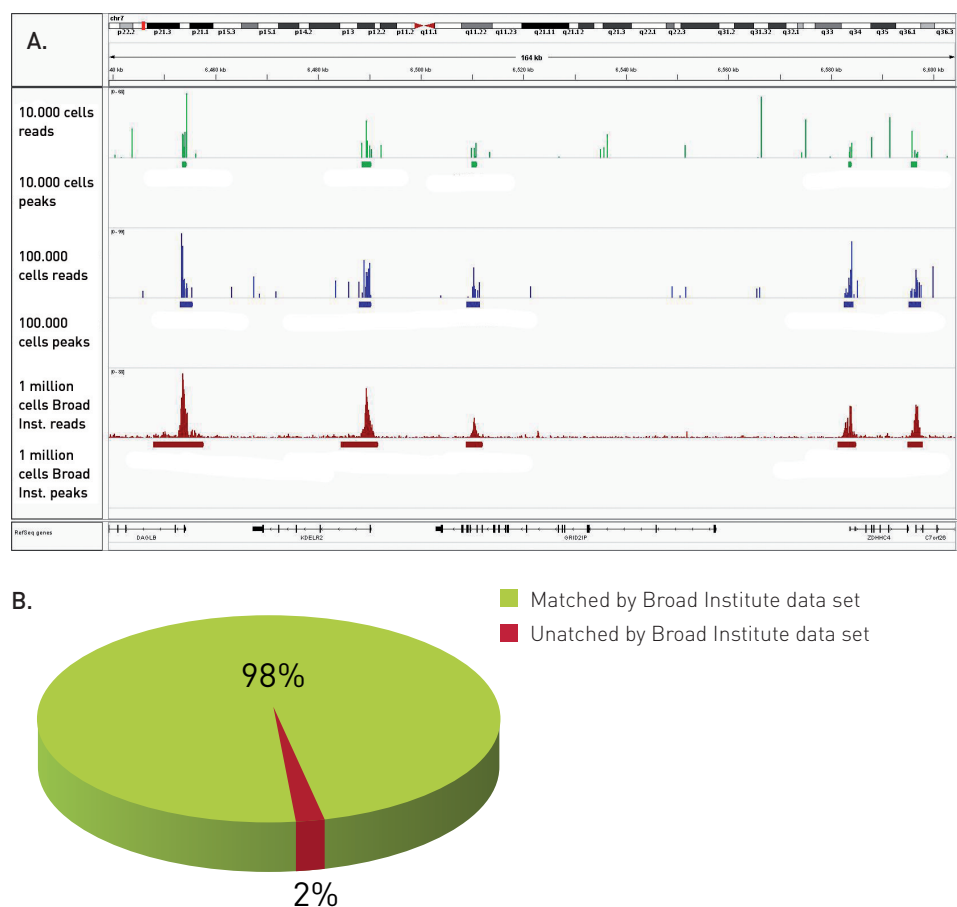 A.
chr7
p22.2 p21.3 p21.1 p15.3 p15.1 p14.2 p13 p12.2 p11.2 q11.1 q11.22 q11.23 q21.11 q21.12 q21.3 q22.1 q22.3 q31.2 q31.32 q32.1 q33 q34 q35 q36.1 q36.3
164 kb
40 kb 6,460 kb 6,480 kb 6,500 kb 6,520 kb 6,540 kb 6,560 kb 6,580 kb 6,600 kb
10.000 cells
reads
10.000 cells
peaks
100.000
cells reads
100.000
cells peaks
1 million
cells Broad
Inst. reads
1 million
cells Broad
Inst. peaks
RefSeq genes
DAGLB KDELR2 GRID2IP ZDHHC4 C7orf26
B.
Matched by Broad Institute data set
Unatched by Broad Institute data set
98%
2%